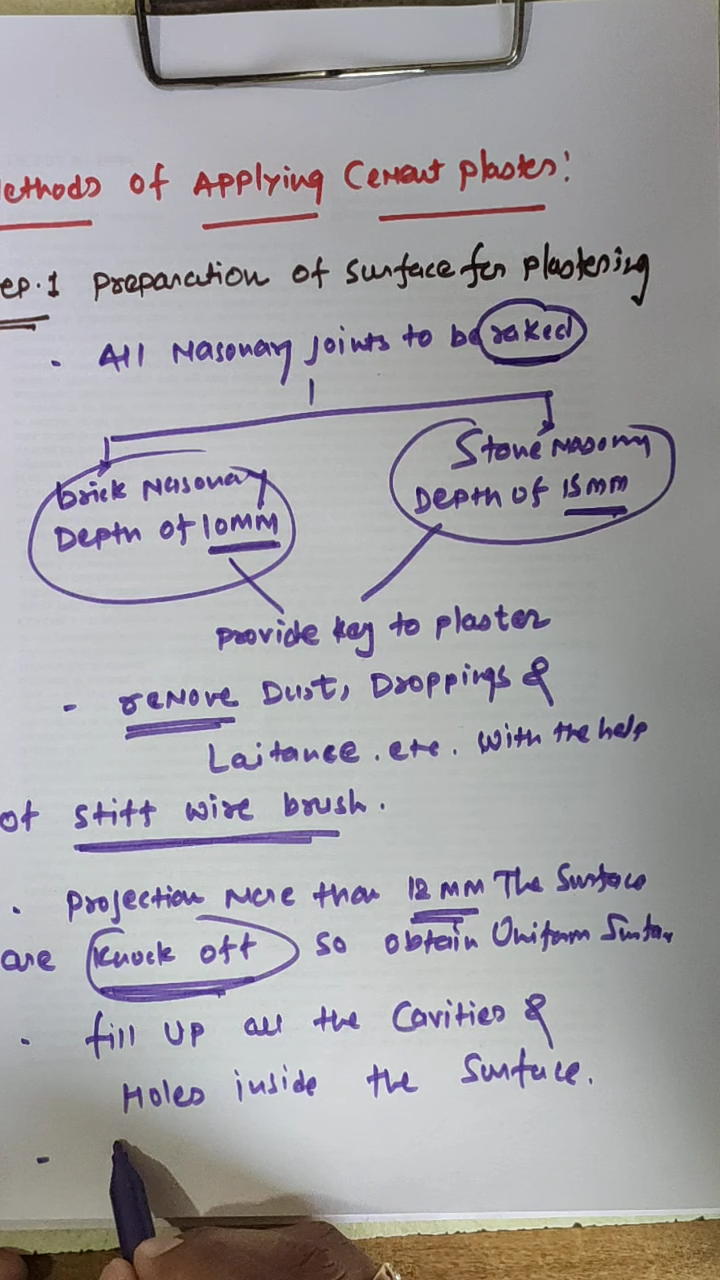 ethods of Applying Cement plaster:
ep.1 preparation of surface for plastering
· All Masonary joints to be raked
brick Masonary
Depth of 10MM
Stone Masonry
Depth of 15mm
provide key to plaster
- remove Dust, Droppings &
Laitance. etc. with the help
of stiff wire brush.
· projection More than 12 MM The Surface
are Knock off so obtain Uniform
· fill up all the Cavities &
Holes inside the Surface.
-